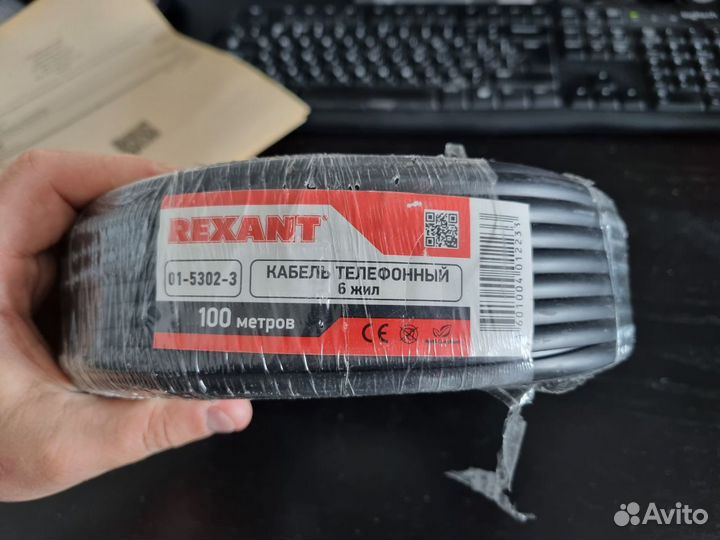 REXANT
01-5302-3
КАБЕЛЬ ТЕЛЕФОННЫЙ
6 жил
100 метров
CE
Avito